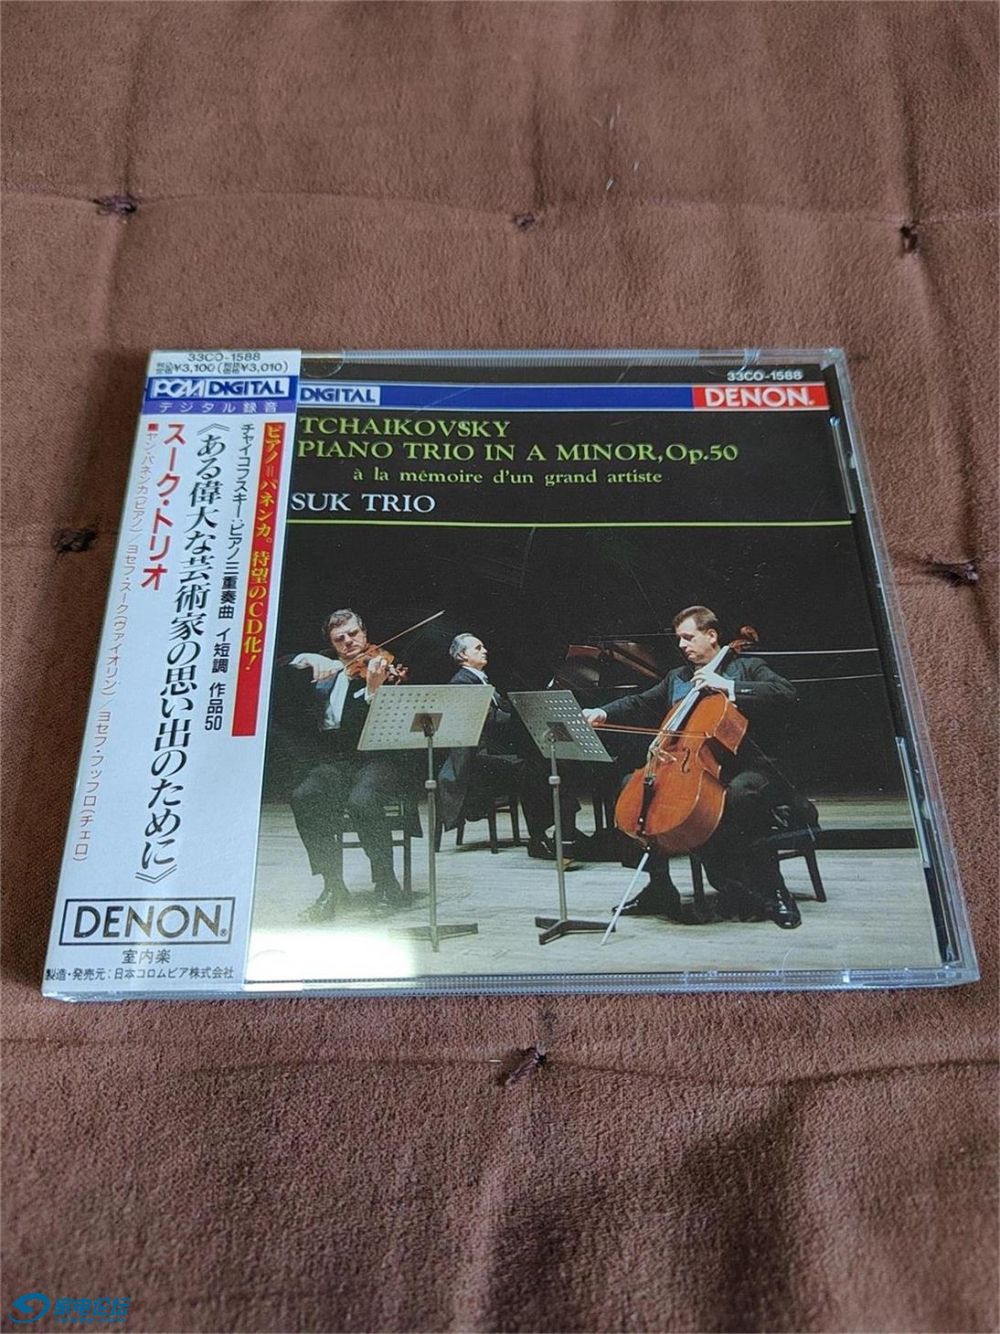 33CO-1588
税込価格¥3,100(税抜価格¥3,010)
PCM DIGITAL
デジタル録音
ピアノ=パネンカ。待望のCD化!
チャイコフスキー:ピアノ三重奏曲 イ短調 作品50
《ある偉大な芸術家の思い出のために》
スーク・トリオ
■ヤン・パネンカ(ピアノ)/ヨセフ・スーク(ヴァイオリン)/ヨセフ・フッフロ(チェロ)
DENON®
室内楽
製造・発売元:日本コロムビア株式会社
33CO-1588
DIGITAL
DENON®
TCHAIKOVSKY
PIANO TRIO IN A MINOR,Op.50
à la mémoire d'un grand artiste
SUK TRIO
家电论坛